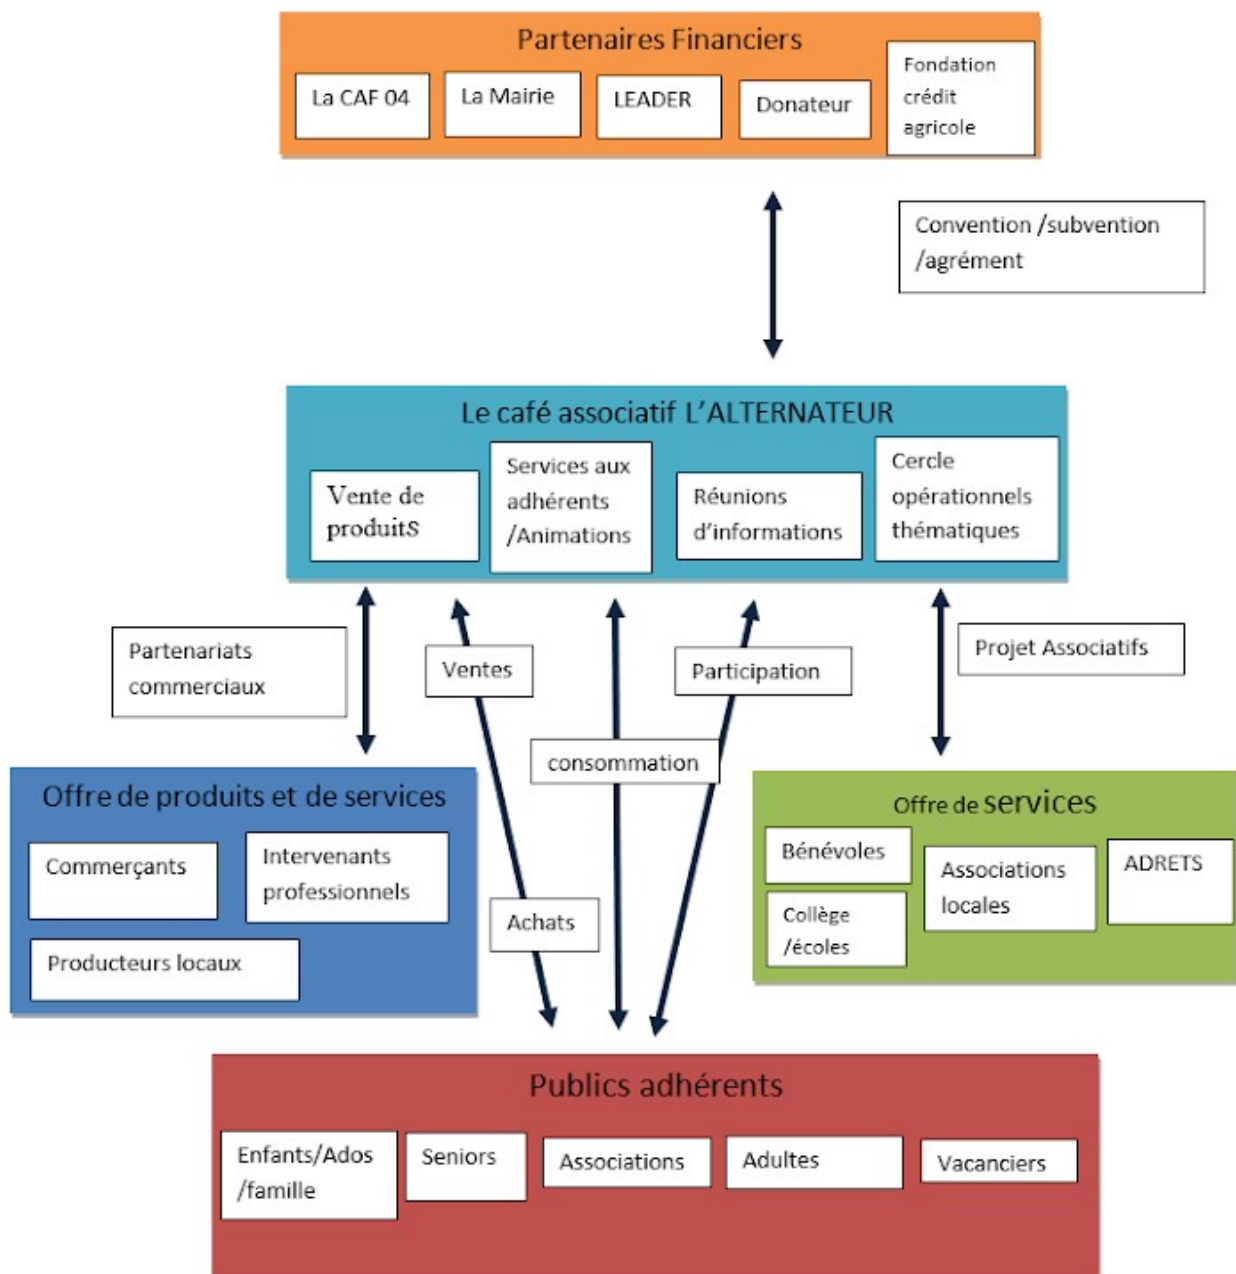 Partenaires Financiers
La CAF 04
La Mairie
LEADER
Donateur
Fondation
crédit
agricole
Convention /subvention
/agrément
Le café associatif L’ALTERNATEUR
Vente de
produits
Services aux
adhérents
/Animations
Réunions
d’informations
Cercle
opérationnels
thématiques
Partenariats
commerciaux
Ventes
Participation
Projet Associatifs
consommation
Offre de produits et de services
Commerçants
Intervenants
professionnels
Producteurs locaux
Achats
Offre de services
Bénévoles
Collège
/écoles
Associations
locales
ADRETS
Publics adhérents
Enfants/Ados
/famille
Seniors
Associations
Adultes
Vacanciers